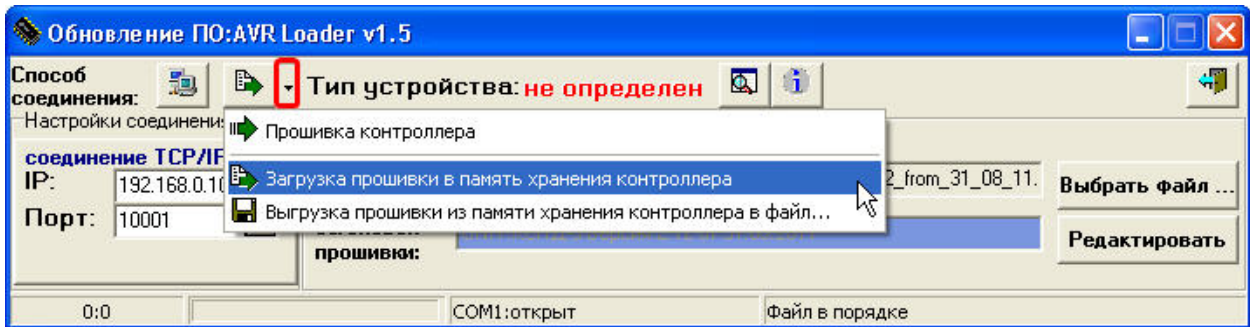 Обновление ПО:AVR Loader v1.5
Способ
соединения:
Тип устройства: не определен
Настройки соединени
Прошивка контроллера
соединение TCP/IP
IP:
192.168.0.10
Загрузка прошивки в память хранения контроллера
2_from_31_08_11.
Выбрать файл ...
Порт:
10001
Выгрузка прошивки из памяти хранения контроллера в файл...
прошивки:
Редактировать
0:0
COM1:открыт
Файл в порядке